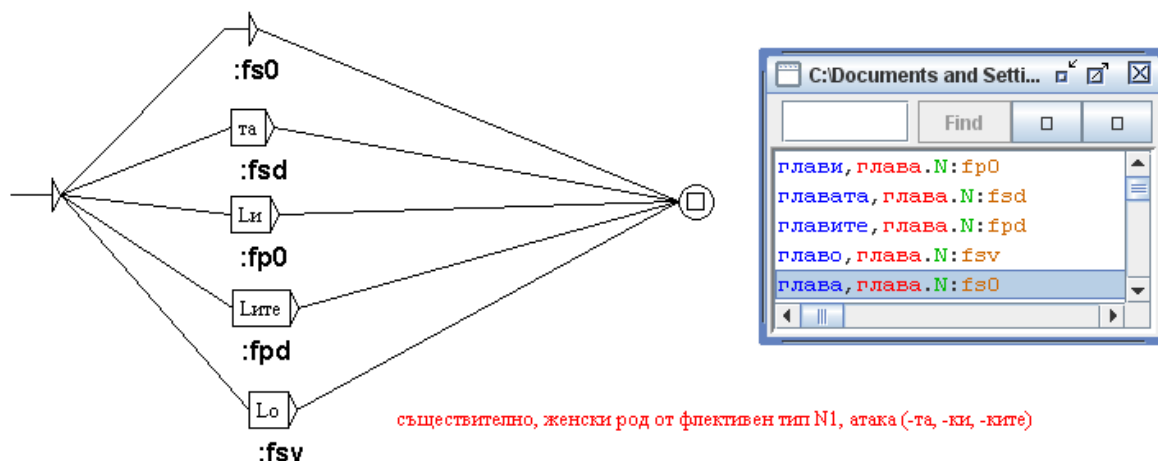 :fs0
та
:fsd
Lи
:fp0
Lите
:fpd
Lо
:fsv
C:\Documents and Setti...
Find
глави,глава.N:fp0
главата,глава.N:fsd
главите,глава.N:fpd
главо,глава.N:fsv
глава,глава.N:fs0
съществително, женски род от флективен тип N1, атака (-та, -ки, -ките)